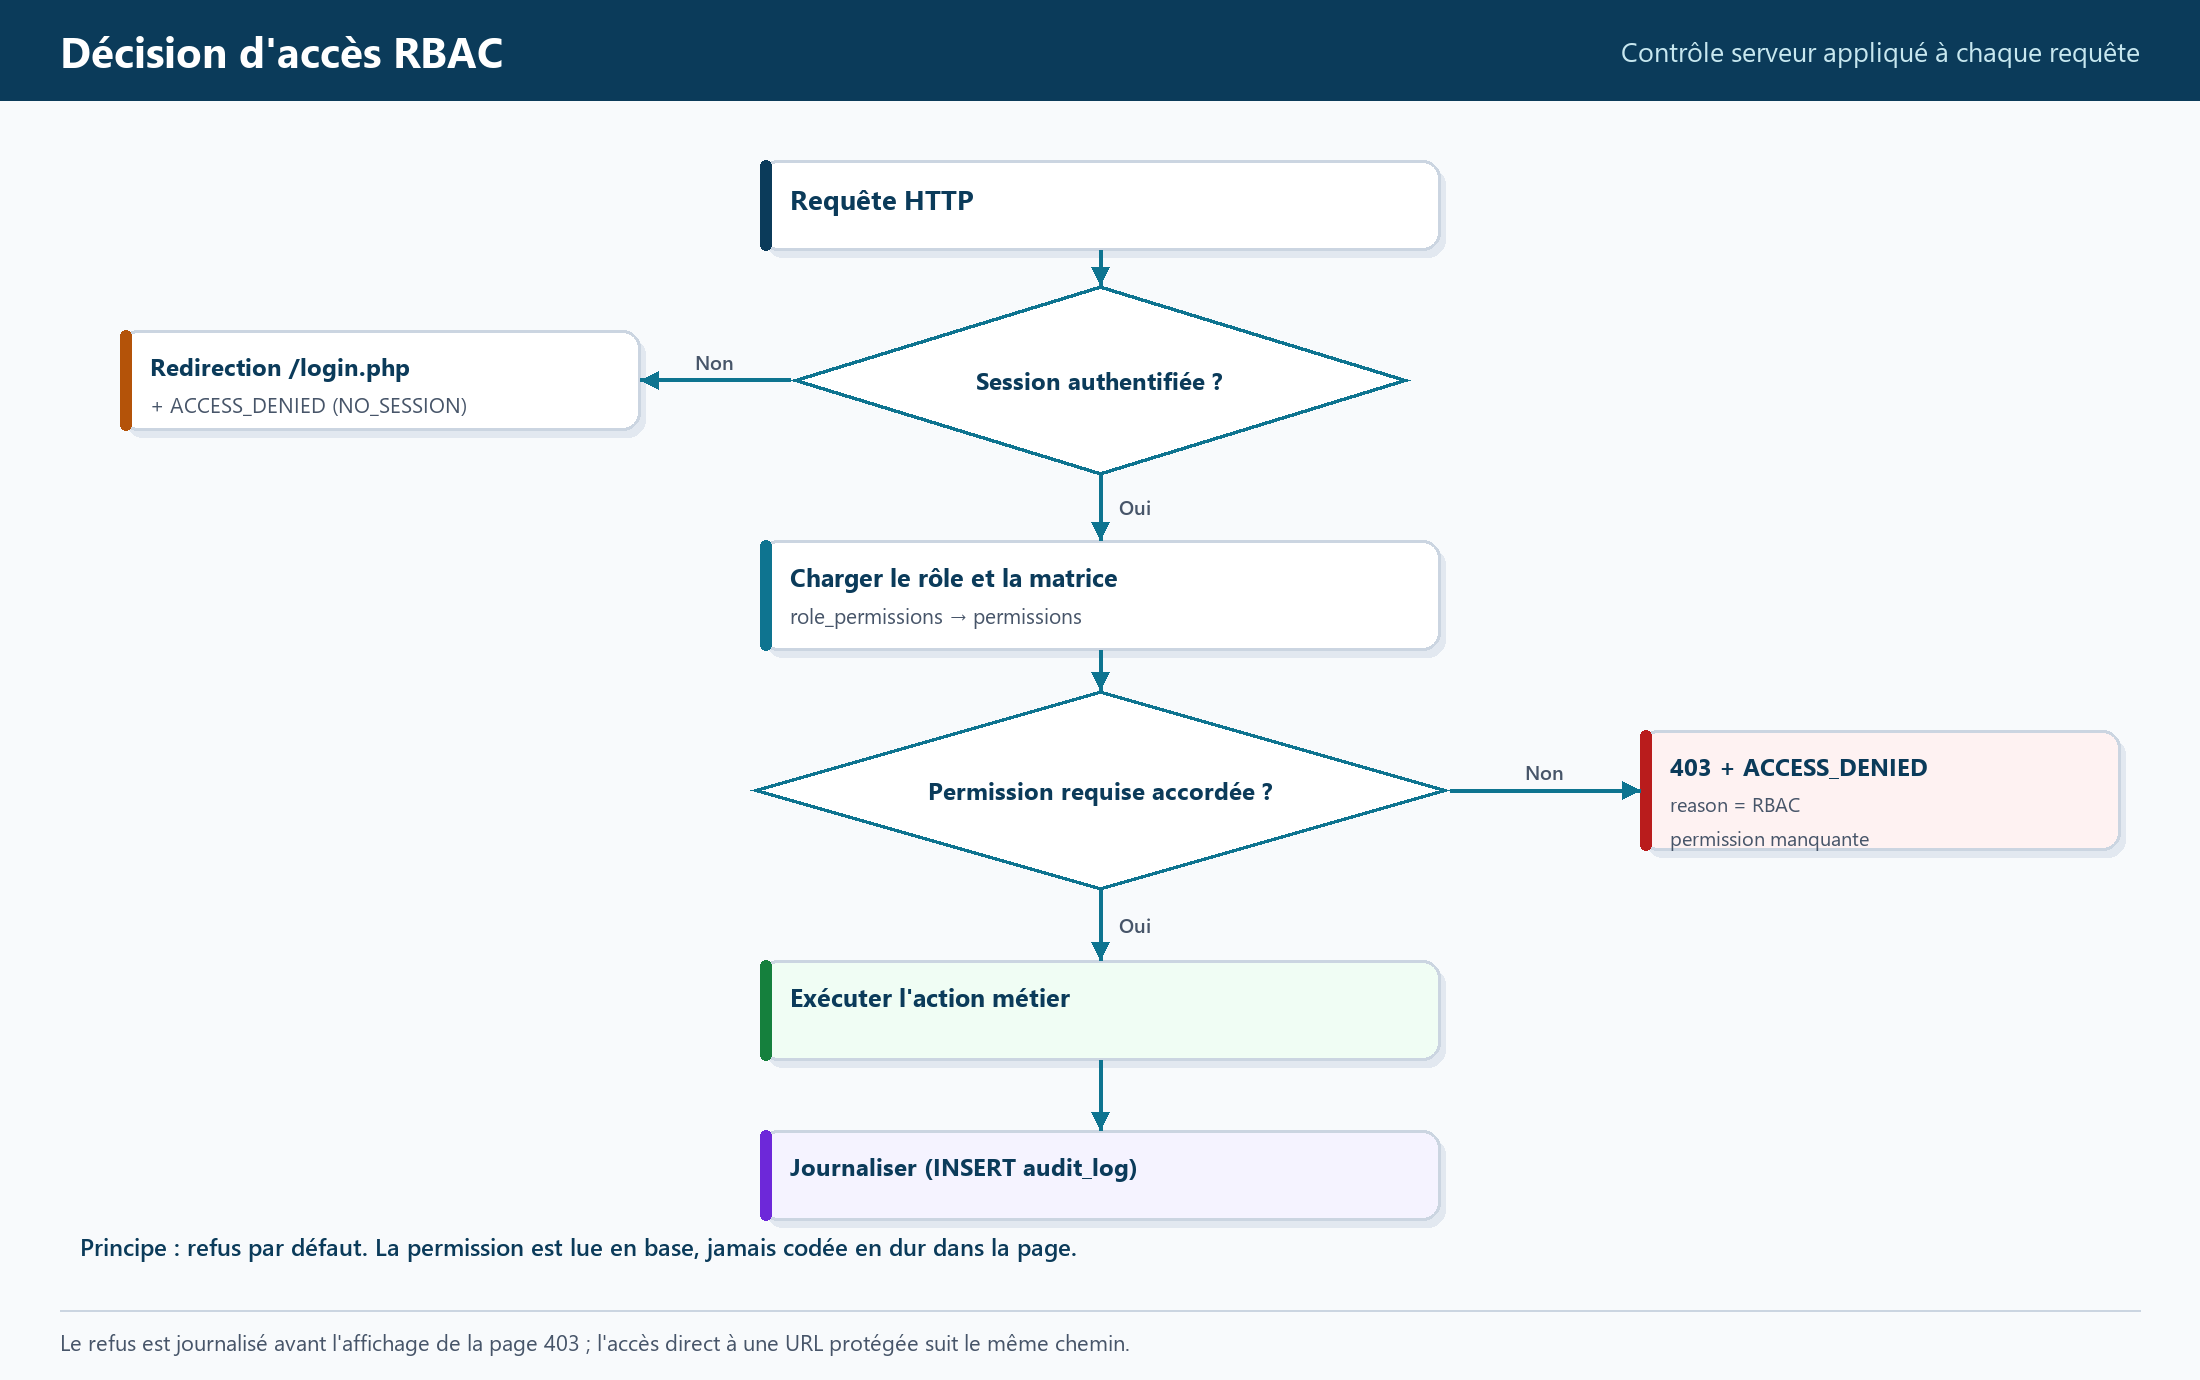 Décision d'accès RBAC
Contrôle serveur appliqué à chaque requête
Requête HTTP
Session authentifiée ?
Non
Redirection /login.php
+ ACCESS_DENIED (NO_SESSION)
Oui
Charger le rôle et la matrice
role_permissions → permissions
Permission requise accordée ?
Non
403 + ACCESS_DENIED
reason = RBAC
permission manquante
Oui
Exécuter l'action métier
Journaliser (INSERT audit_log)
Principe : refus par défaut. La permission est lue en base, jamais codée en dur dans la page.
Le refus est journalisé avant l'affichage de la page 403 ; l'accès direct à une URL protégée suit le même chemin.